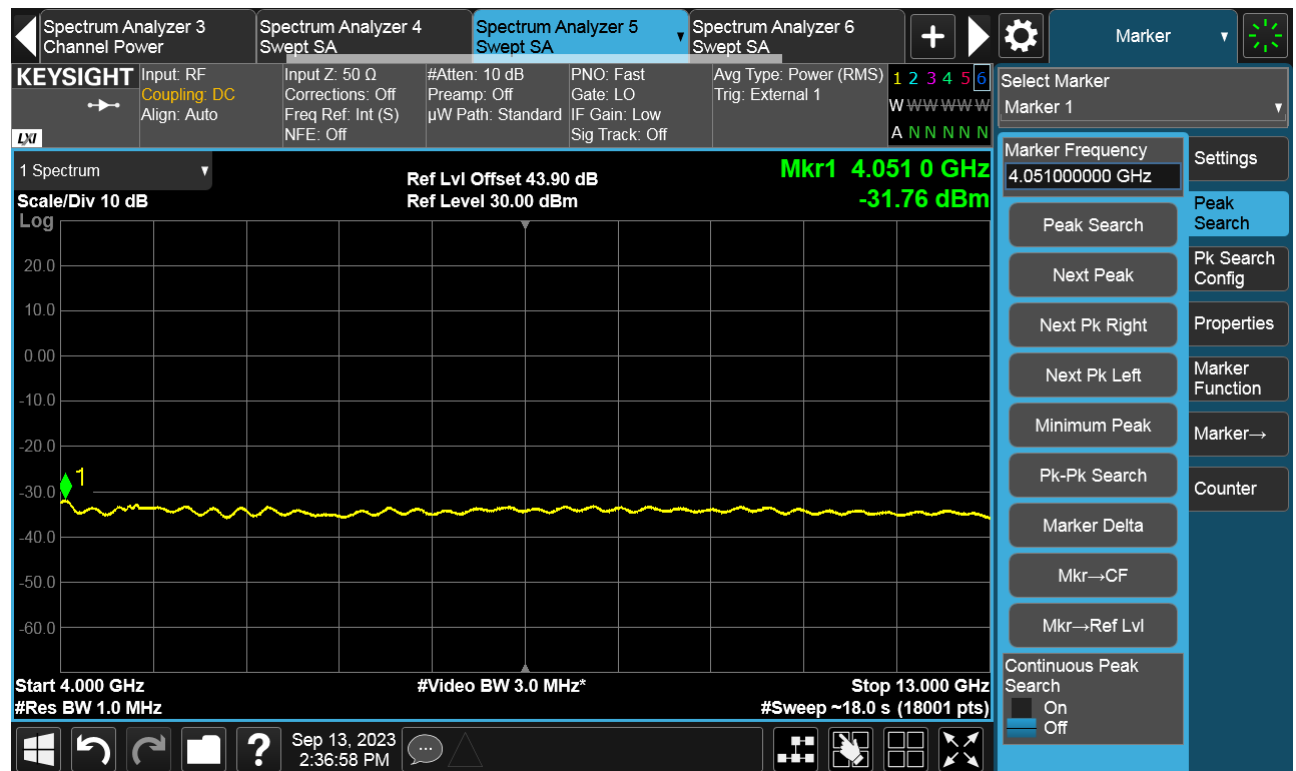 Spectrum Analyzer 3
Channel Power
Spectrum Analyzer 4
Swept SA
Spectrum Analyzer 5
Swept SA
Spectrum Analyzer 6
Swept SA
+
Marker
KEYSIGHT
LXI
Input: RF
Coupling: DC
Align: Auto
Input Z: 50 Ω
Corrections: Off
Freq Ref: Int (S)
NFE: Off
#Atten: 10 dB
Preamp: Off
µW Path: Standard
PNO: Fast
Gate: LO
IF Gain: Low
Sig Track: Off
Avg Type: Power (RMS)
Trig: External 1
1 2 3 4 5 6
W W W W W W
A N N N N N
Select Marker
Marker 1
1 Spectrum
Scale/Div 10 dB
Log
Ref Lvl Offset 43.90 dB
Ref Level 30.00 dBm
Mkr1 4.051 0 GHz
-31.76 dBm
20.0
10.0
0.00
-10.0
-20.0
-30.0
-40.0
-50.0
-60.0
1
Start 4.000 GHz
#Res BW 1.0 MHz
#Video BW 3.0 MHz*
Stop 13.000 GHz
#Sweep ~18.0 s (18001 pts)
Marker Frequency
4.051000000 GHz
Peak Search
Next Peak
Next Pk Right
Next Pk Left
Minimum Peak
Pk-Pk Search
Marker Delta
Mkr→CF
Mkr→Ref Lvl
Continuous Peak
Search
On
Off
Settings
Peak
Search
Pk Search
Config
Properties
Marker
Function
Marker→
Counter
?
Sep 13, 2023
2:36:58 PM